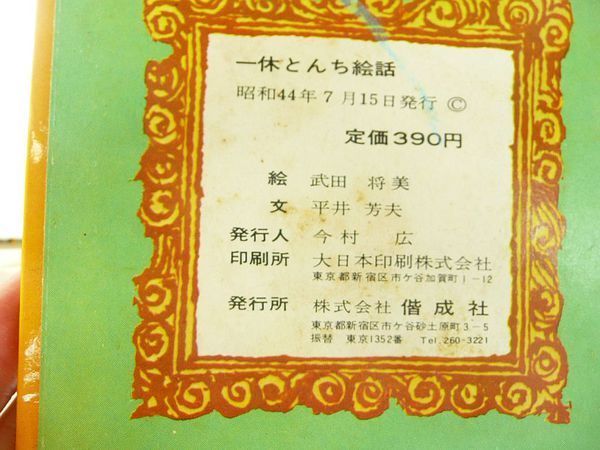 一休とんち絵話
昭和44年7月15日発行 ©
定価390円
絵 武田 将美
文 平井 芳夫
発行人 今村 広
印刷所 大日本印刷株式会社
東京都新宿区市ケ谷加賀町1-12
発行所 株式会社 偕成社
東京都新宿区市ケ谷砂土原町3-5
振替 東京1352番 Tel. 260-3221